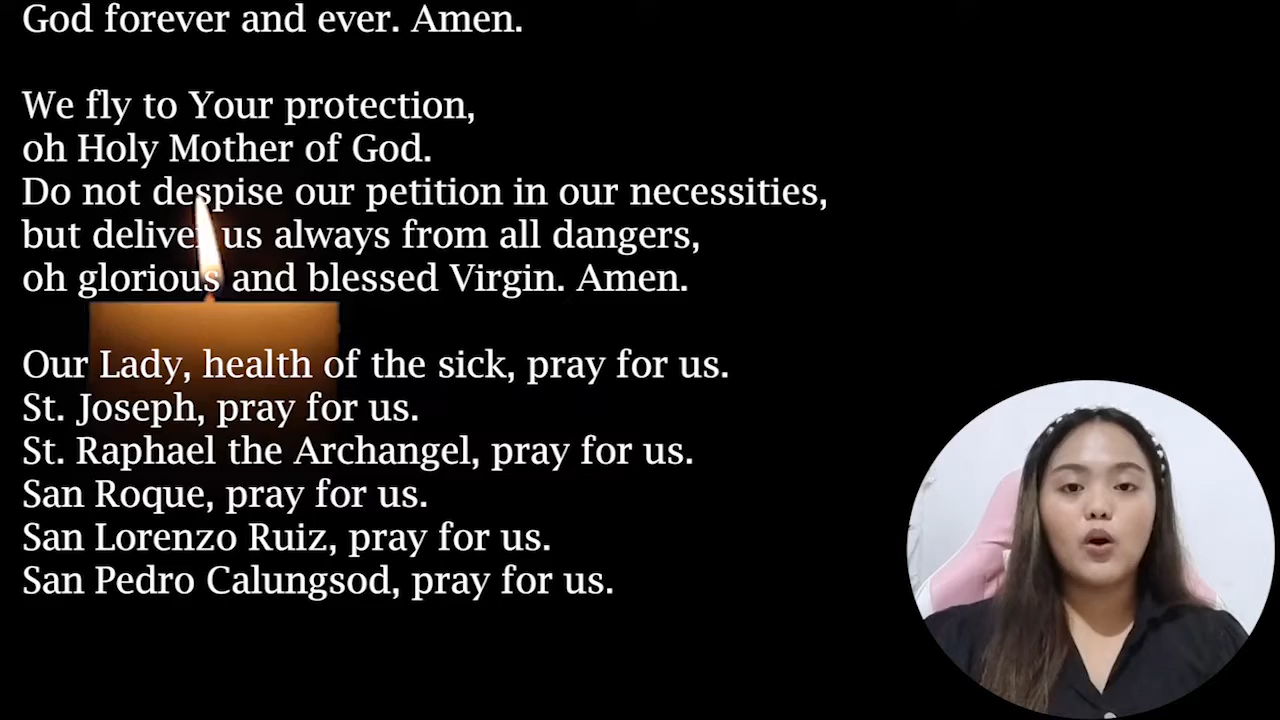 God forever and ever. Amen.
We fly to Your protection,
oh Holy Mother of God.
Do not despise our petition in our necessities,
but deliver us always from all dangers,
oh glorious and blessed Virgin. Amen.
Our Lady, health of the sick, pray for us.
St. Joseph, pray for us.
St. Raphael the Archangel, pray for us.
San Roque, pray for us.
San Lorenzo Ruiz, pray for us.
San Pedro Calungsod, pray for us.